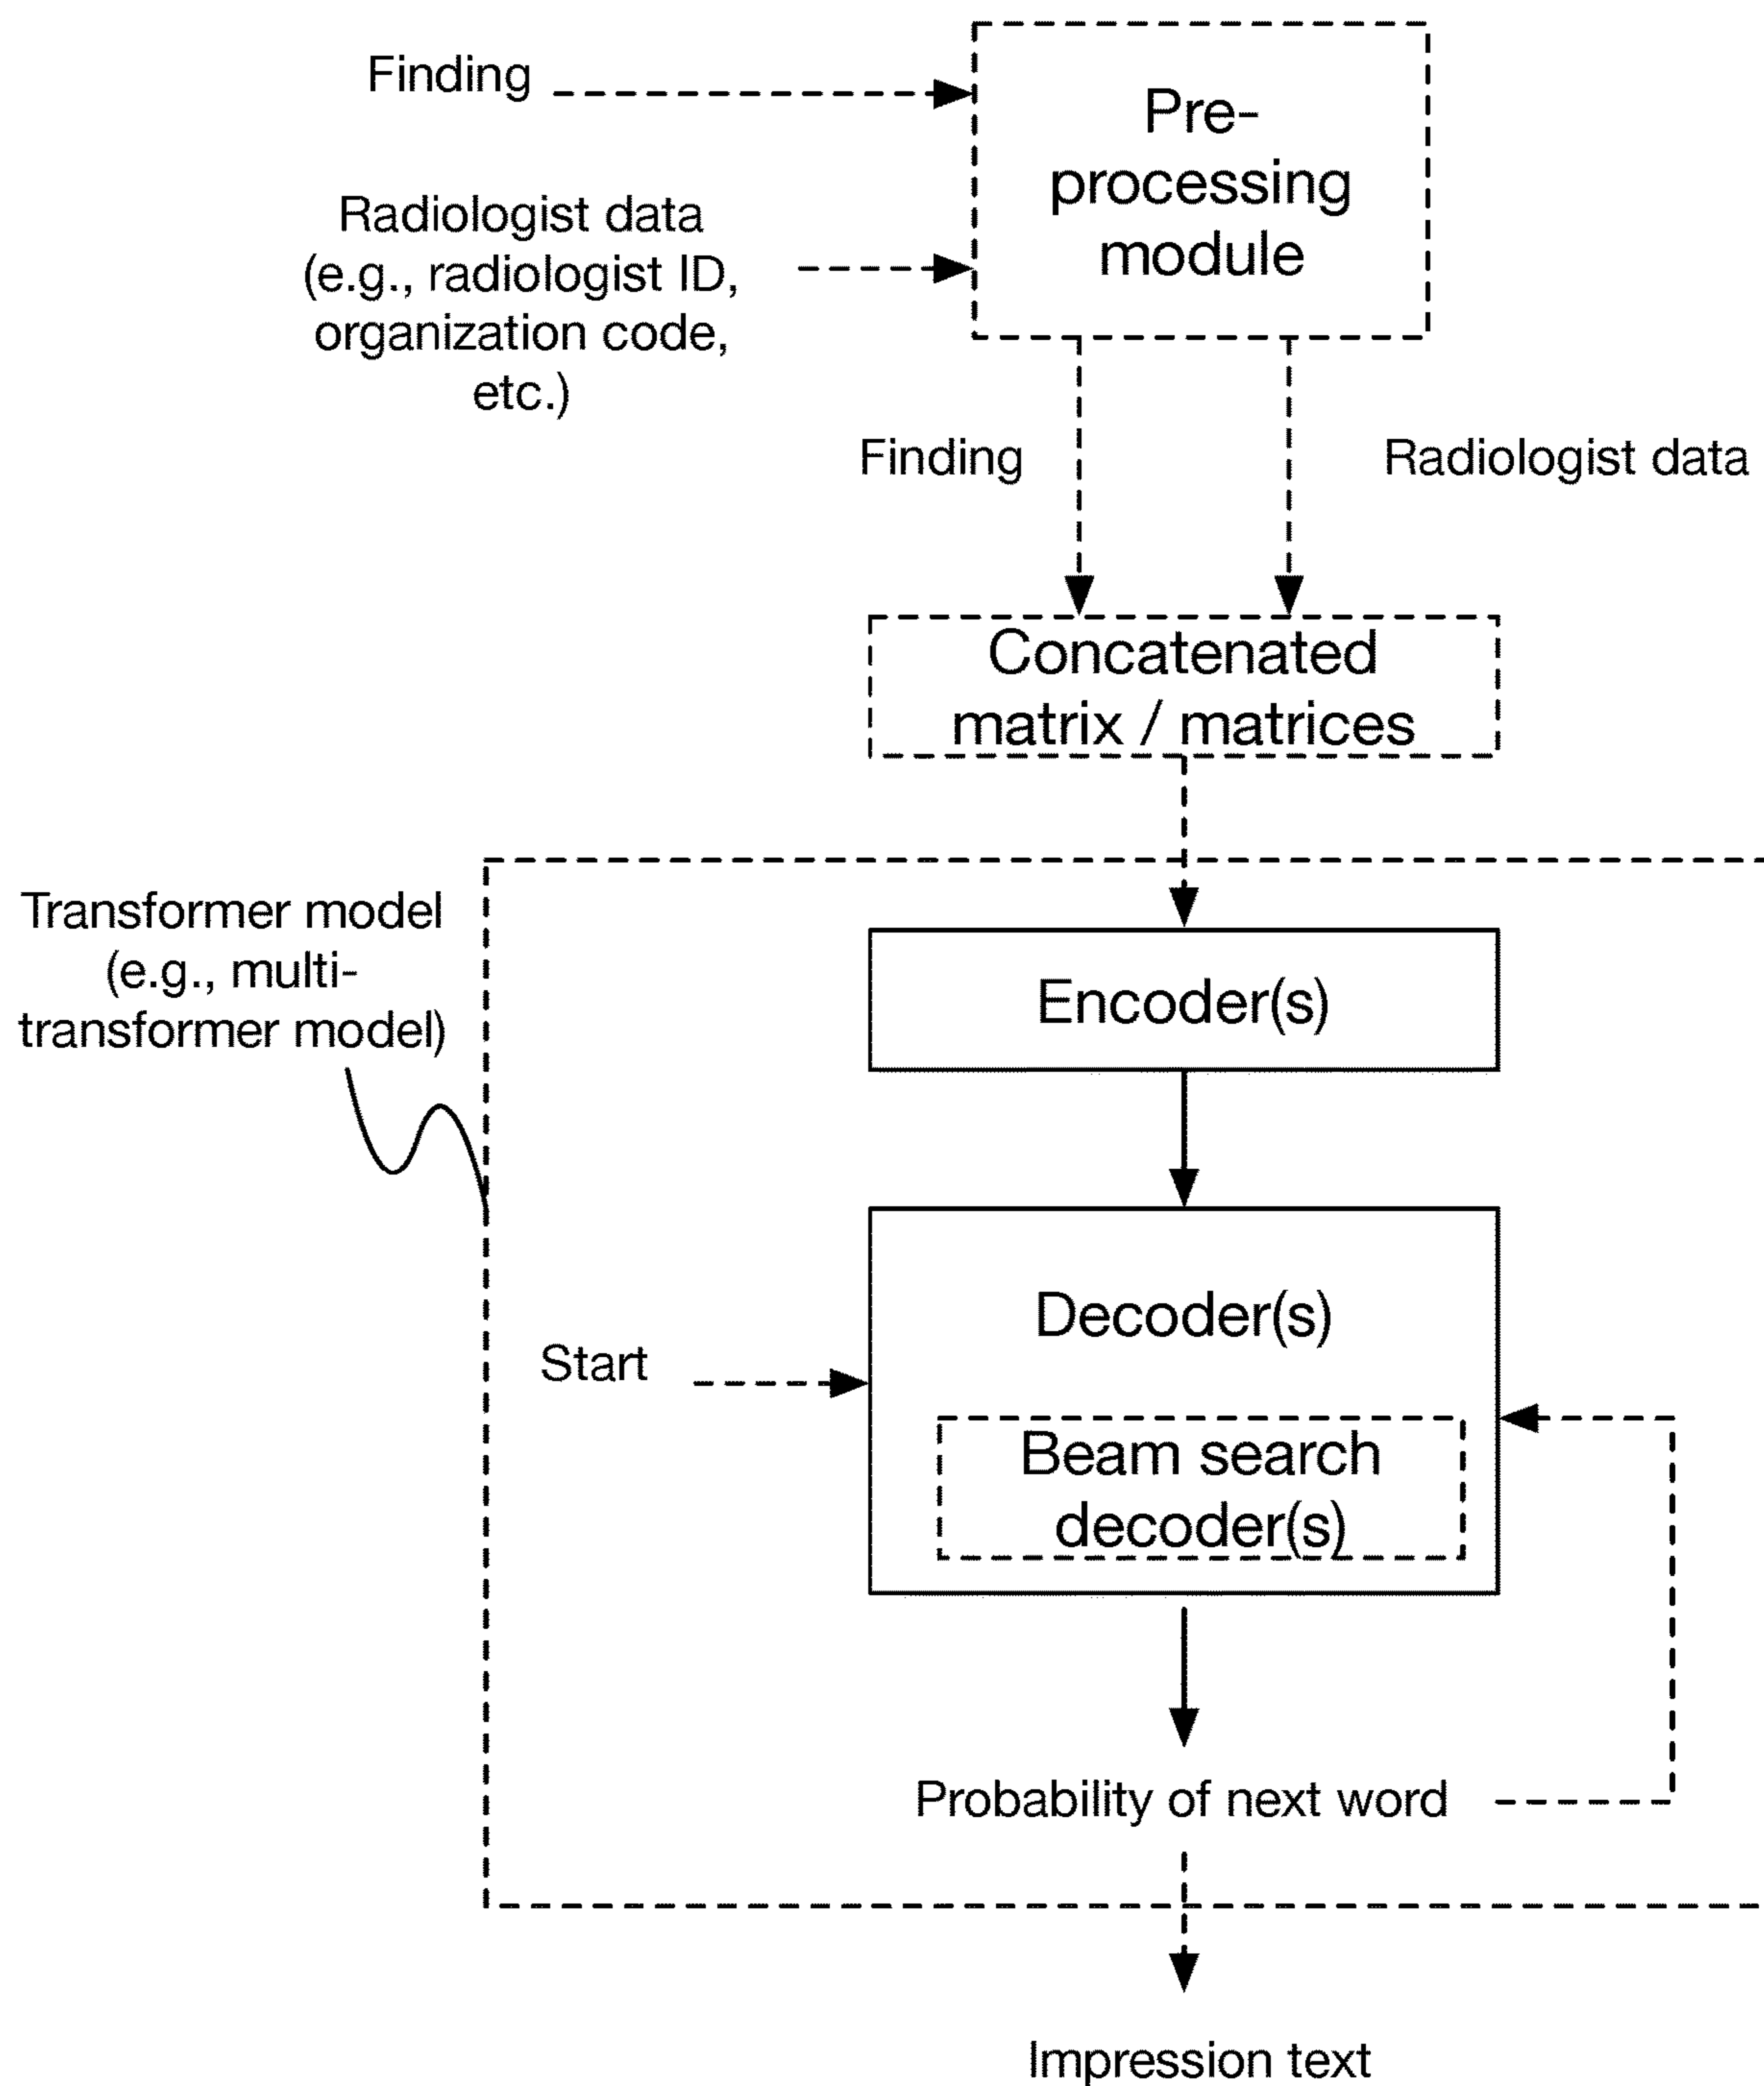 Finding
Pre-
processing
module
Radiologist data
(e.g., radiologist ID,
organization code,
etc.)
Finding
Radiologist data
Concatenated
matrix / matrices
Transformer model
(e.g., multi-
transformer model)
Encoder(s)
Decoder(s)
Start
Beam search
decoder(s)
Probability of next word
Impression text